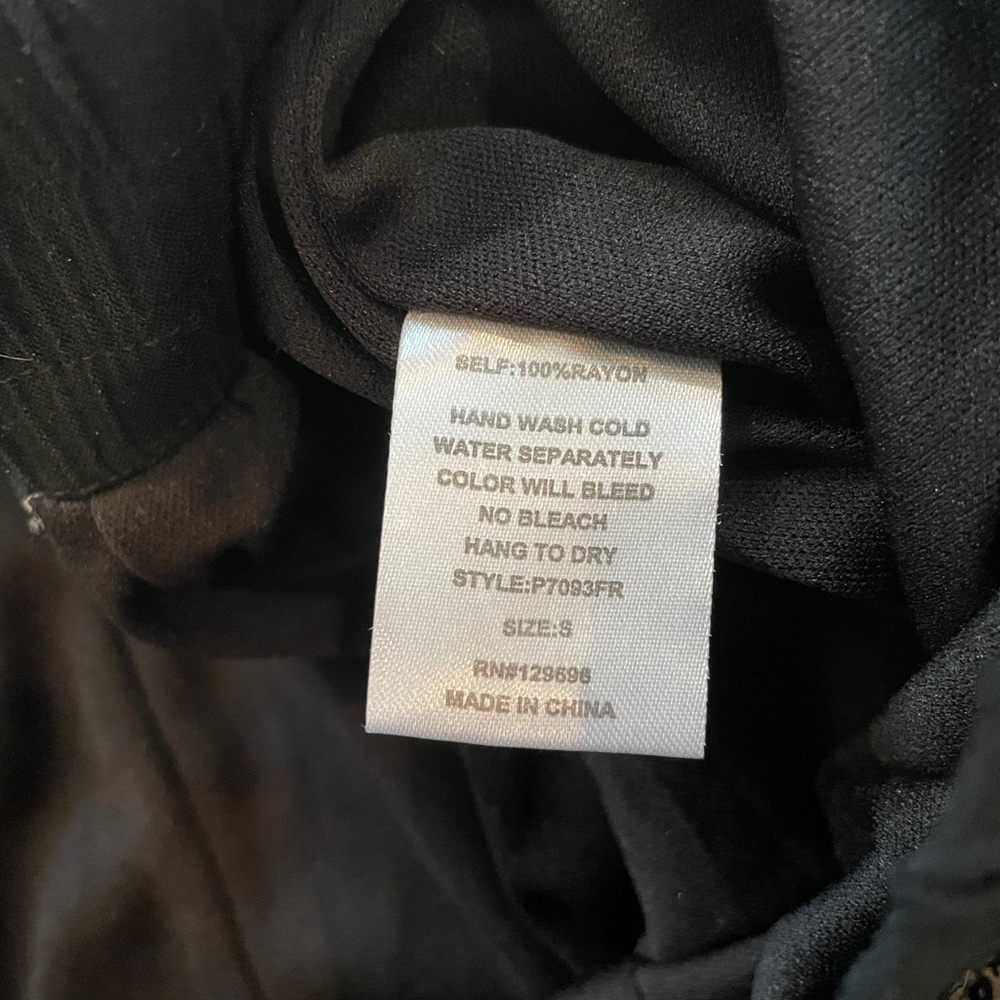 SELF:100%RAYON
HAND WASH COLD
WATER SEPARATELY
COLOR WILL BLEED
NO BLEACH
HANG TO DRY
STYLE:P7093FR
SIZE:S
RN#129696
MADE IN CHINA